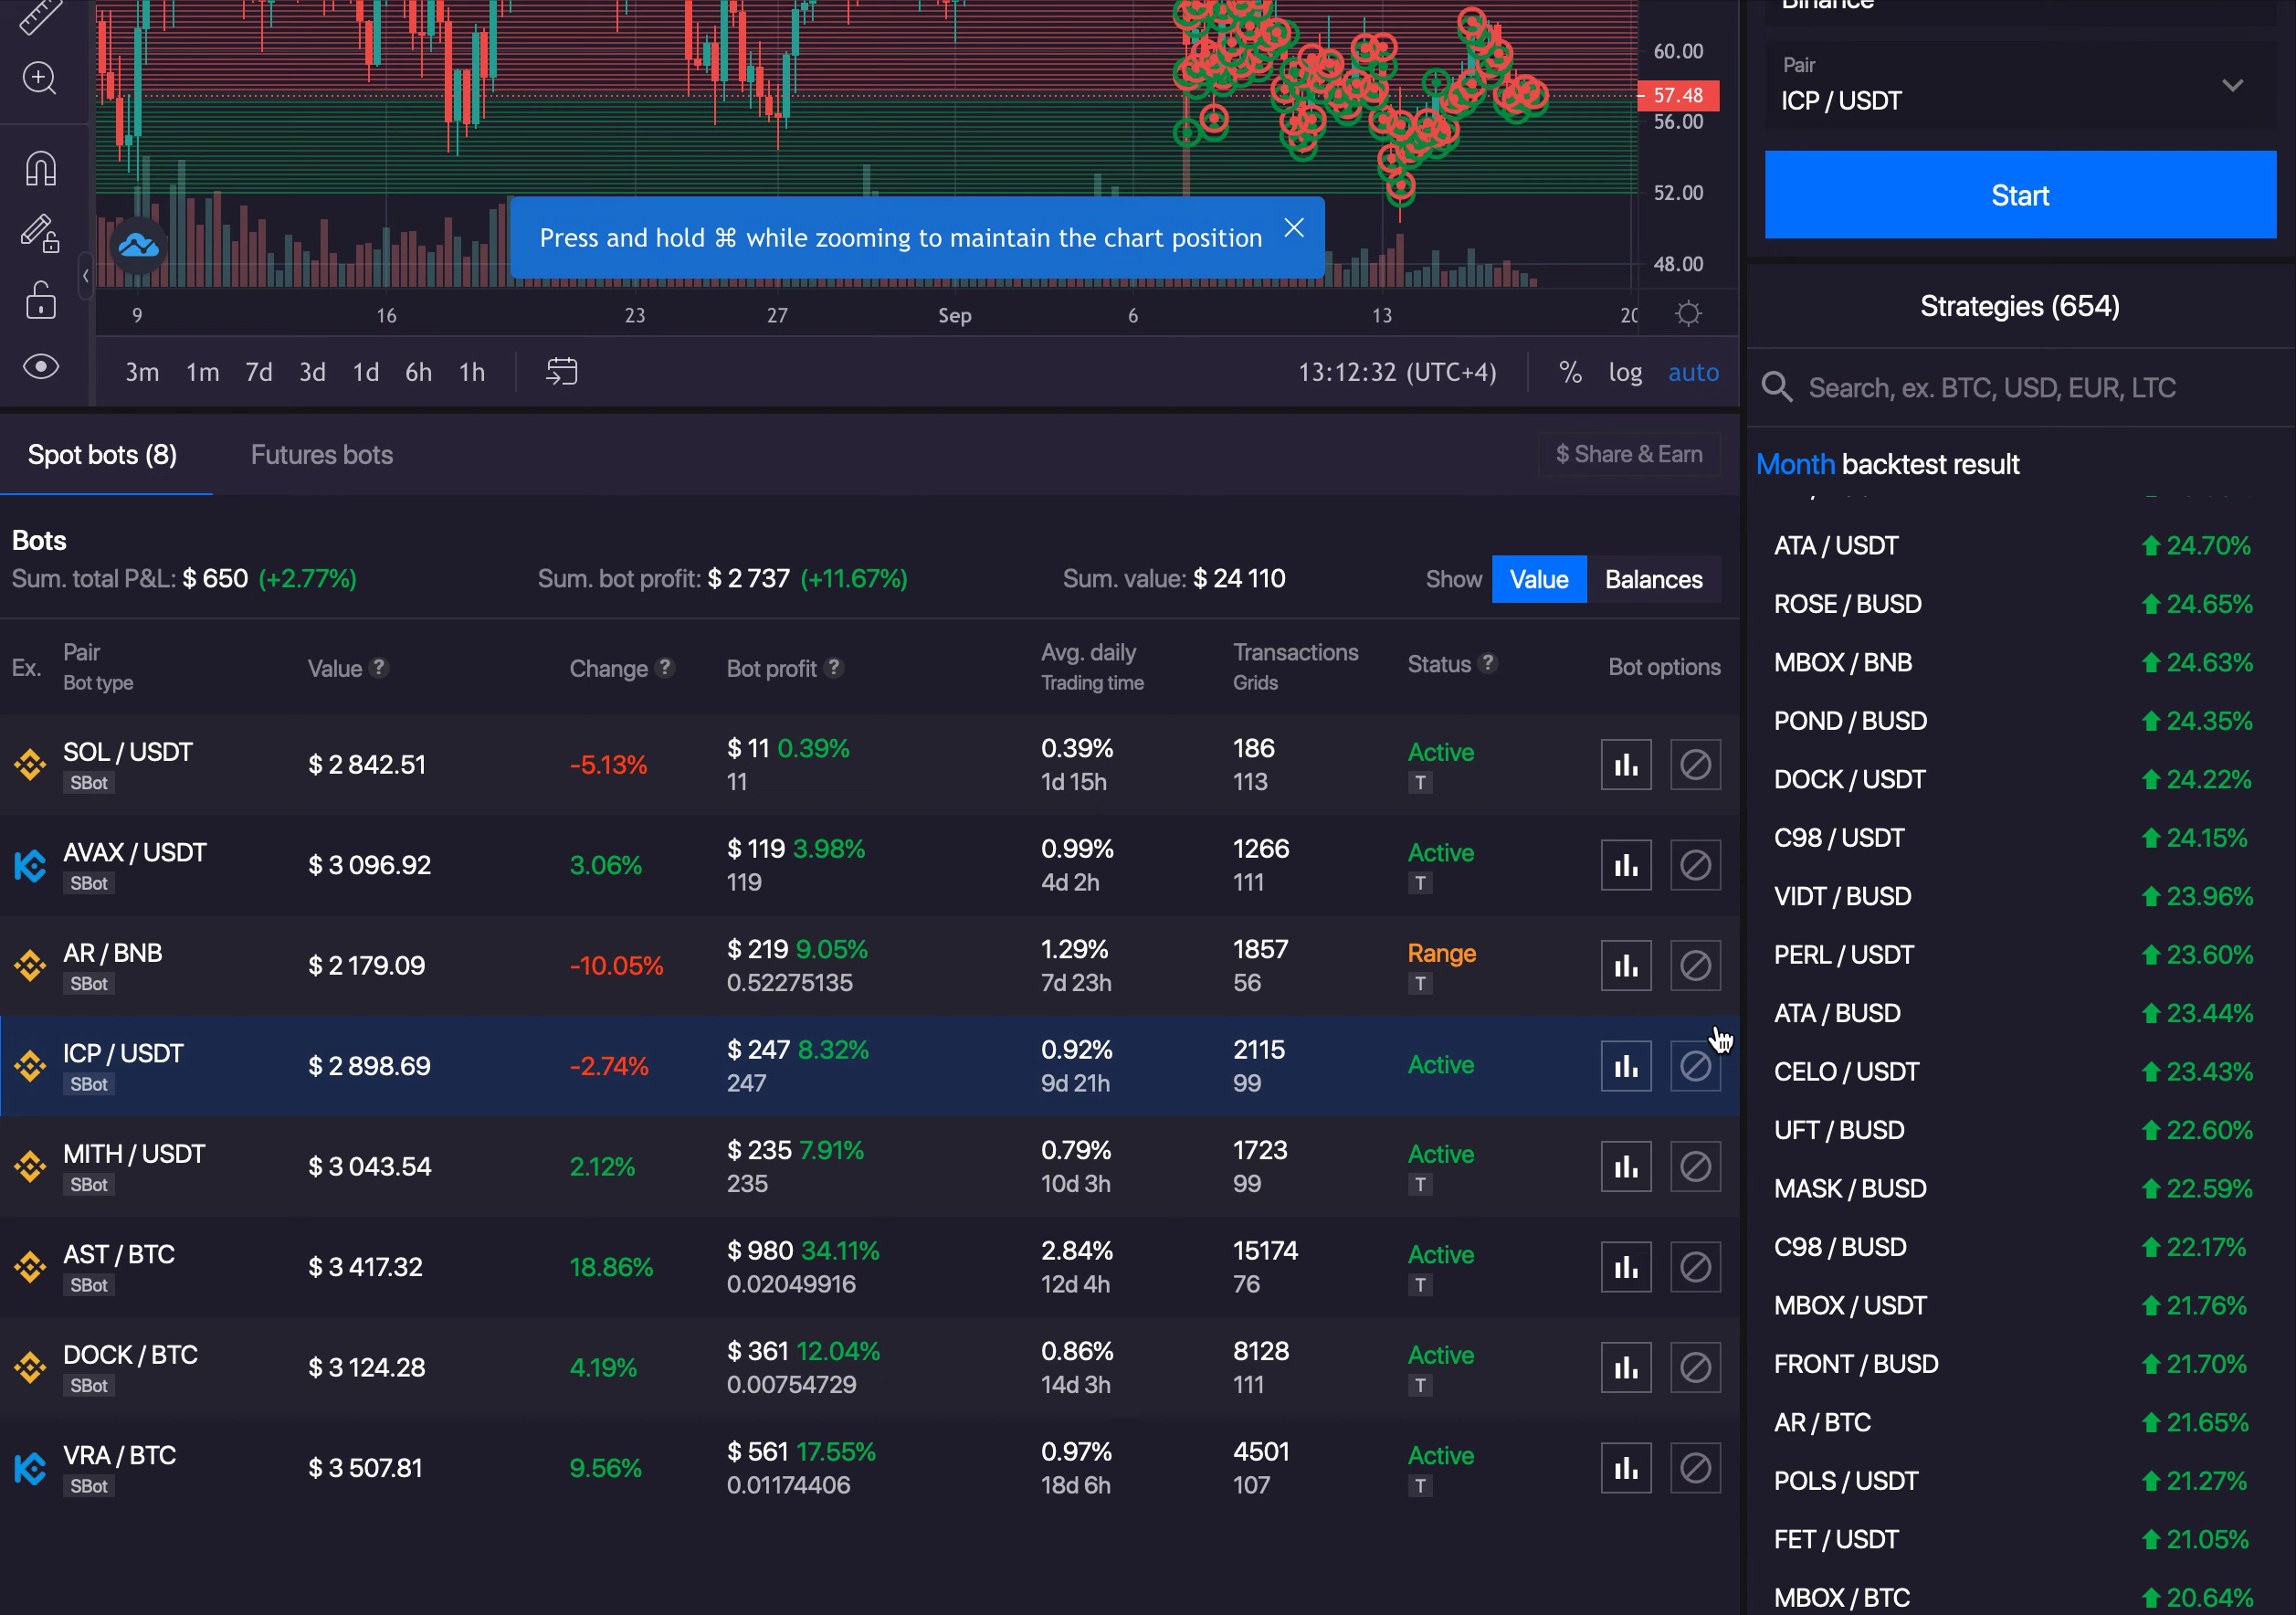 Binance
60.00
57.48
56.00
52.00
48.00
Pair
ICP / USDT
Start
Press and hold ⌘ while zooming to maintain the chart position
9 16 23 27 Sep 6 13
3m 1m 7d 3d 1d 6h 1h
13:12:32 (UTC+4) % log auto
Strategies (654)
Search, ex. BTC, USD, EUR, LTC
Month backtest result
Spot bots (8) Futures bots $ Share & Earn
Bots
Sum. total P&L: $ 650 (+2.77%) Sum. bot profit: $ 2 737 (+11.67%) Sum. value: $ 24 110 Show Value Balances
Ex. Pair Value ? Change ? Bot profit ? Avg. daily Transactions Status ? Bot options
Bot type Trading time Grids
SOL / USDT $ 2 842.51 -5.13% $ 11 0.39% 0.39% 186 Active
SBot 11 1d 15h 113 T
AVAX / USDT $ 3 096.92 3.06% $ 119 3.98% 0.99% 1266 Active
SBot 119 4d 2h 111 T
AR / BNB $ 2 179.09 -10.05% $ 219 9.05% 1.29% 1857 Range
SBot 0.52275135 7d 23h 56 T
ICP / USDT $ 2 898.69 -2.74% $ 247 8.32% 0.92% 2115 Active
SBot 247 9d 21h 99
MITH / USDT $ 3 043.54 2.12% $ 235 7.91% 0.79% 1723 Active
SBot 235 10d 3h 99 T
AST / BTC $ 3 417.32 18.86% $ 980 34.11% 2.84% 15174 Active
SBot 0.02049916 12d 4h 76 T
DOCK / BTC $ 3 124.28 4.19% $ 361 12.04% 0.86% 8128 Active
SBot 0.00754729 14d 3h 111 T
VRA / BTC $ 3 507.81 9.56% $ 561 17.55% 0.97% 4501 Active
SBot 0.01174406 18d 6h 107 T
ATA / USDT 24.70%
ROSE / BUSD 24.65%
MBOX / BNB 24.63%
POND / BUSD 24.35%
DOCK / USDT 24.22%
C98 / USDT 24.15%
VIDT / BUSD 23.96%
PERL / USDT 23.60%
ATA / BUSD 23.44%
CELO / USDT 23.43%
UFT / BUSD 22.60%
MASK / BUSD 22.59%
C98 / BUSD 22.17%
MBOX / USDT 21.76%
FRONT / BUSD 21.70%
AR / BTC 21.65%
POLS / USDT 21.27%
FET / USDT 21.05%
MBOX / BTC 20.64%